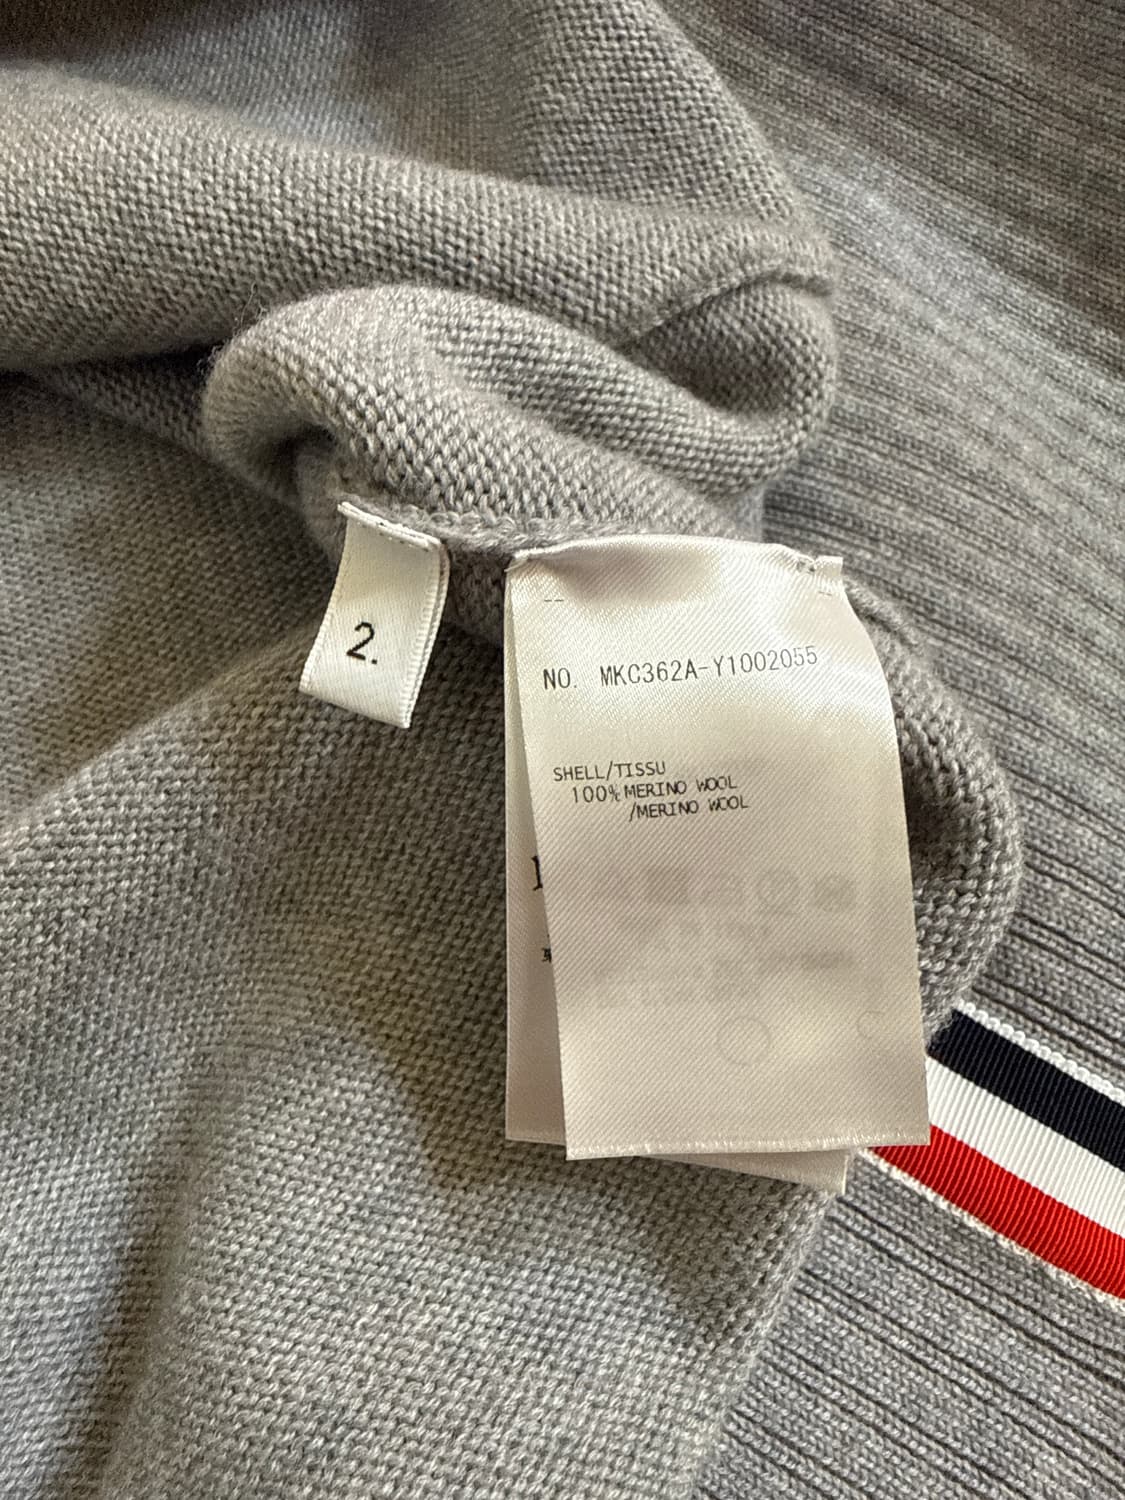 2.
NO. MKC362A-Y1002055
SHELL/TISSU
100% MERINO WOOL
/MERINO WOOL